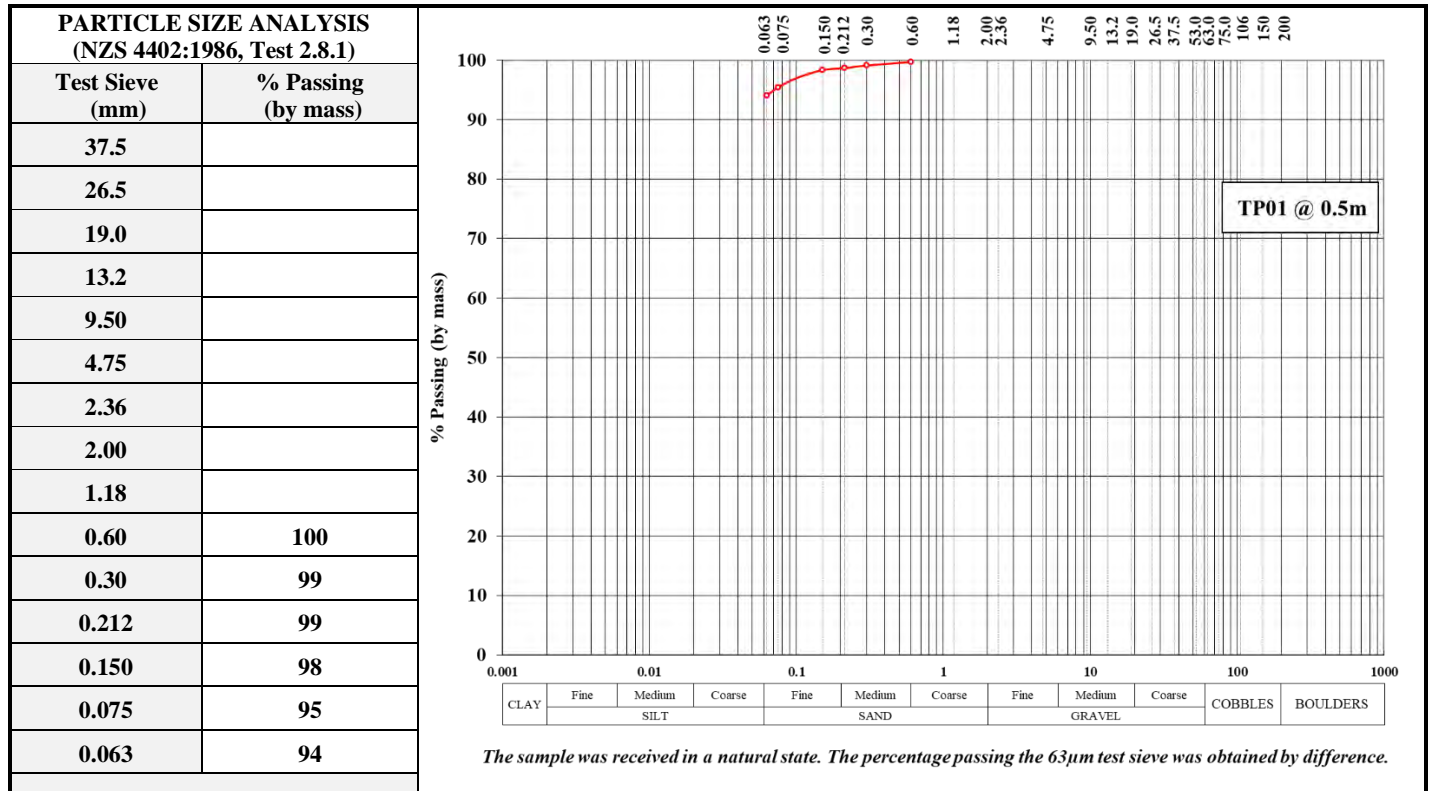 PARTICLE SIZE ANALYSIS
(NZS 4402:1986, Test 2.8.1)
Test Sieve (mm) % Passing (by mass)
37.5
26.5
19.0
13.2
9.50
4.75
2.36
2.00
1.18
0.60 100
0.30 99
0.212 99
0.150 98
0.075 95
0.063 94
0.063 0.075 0.150 0.212 0.30 0.60 1.18 2.00 2.36 4.75 9.50 13.2 19.0 26.5 37.5 53.0 63.0 75.0 106 150 200
% Passing (by mass)
100
90
80
70
60
50
40
30
20
10
0
TP01 @ 0.5m
0.001 0.01 0.1 1 10 100 1000
CLAY Fine Medium Coarse Fine Medium Coarse Fine Medium Coarse COBBLES BOULDERS
SILT SAND GRAVEL
The sample was received in a natural state. The percentage passing the 63µm test sieve was obtained by difference.